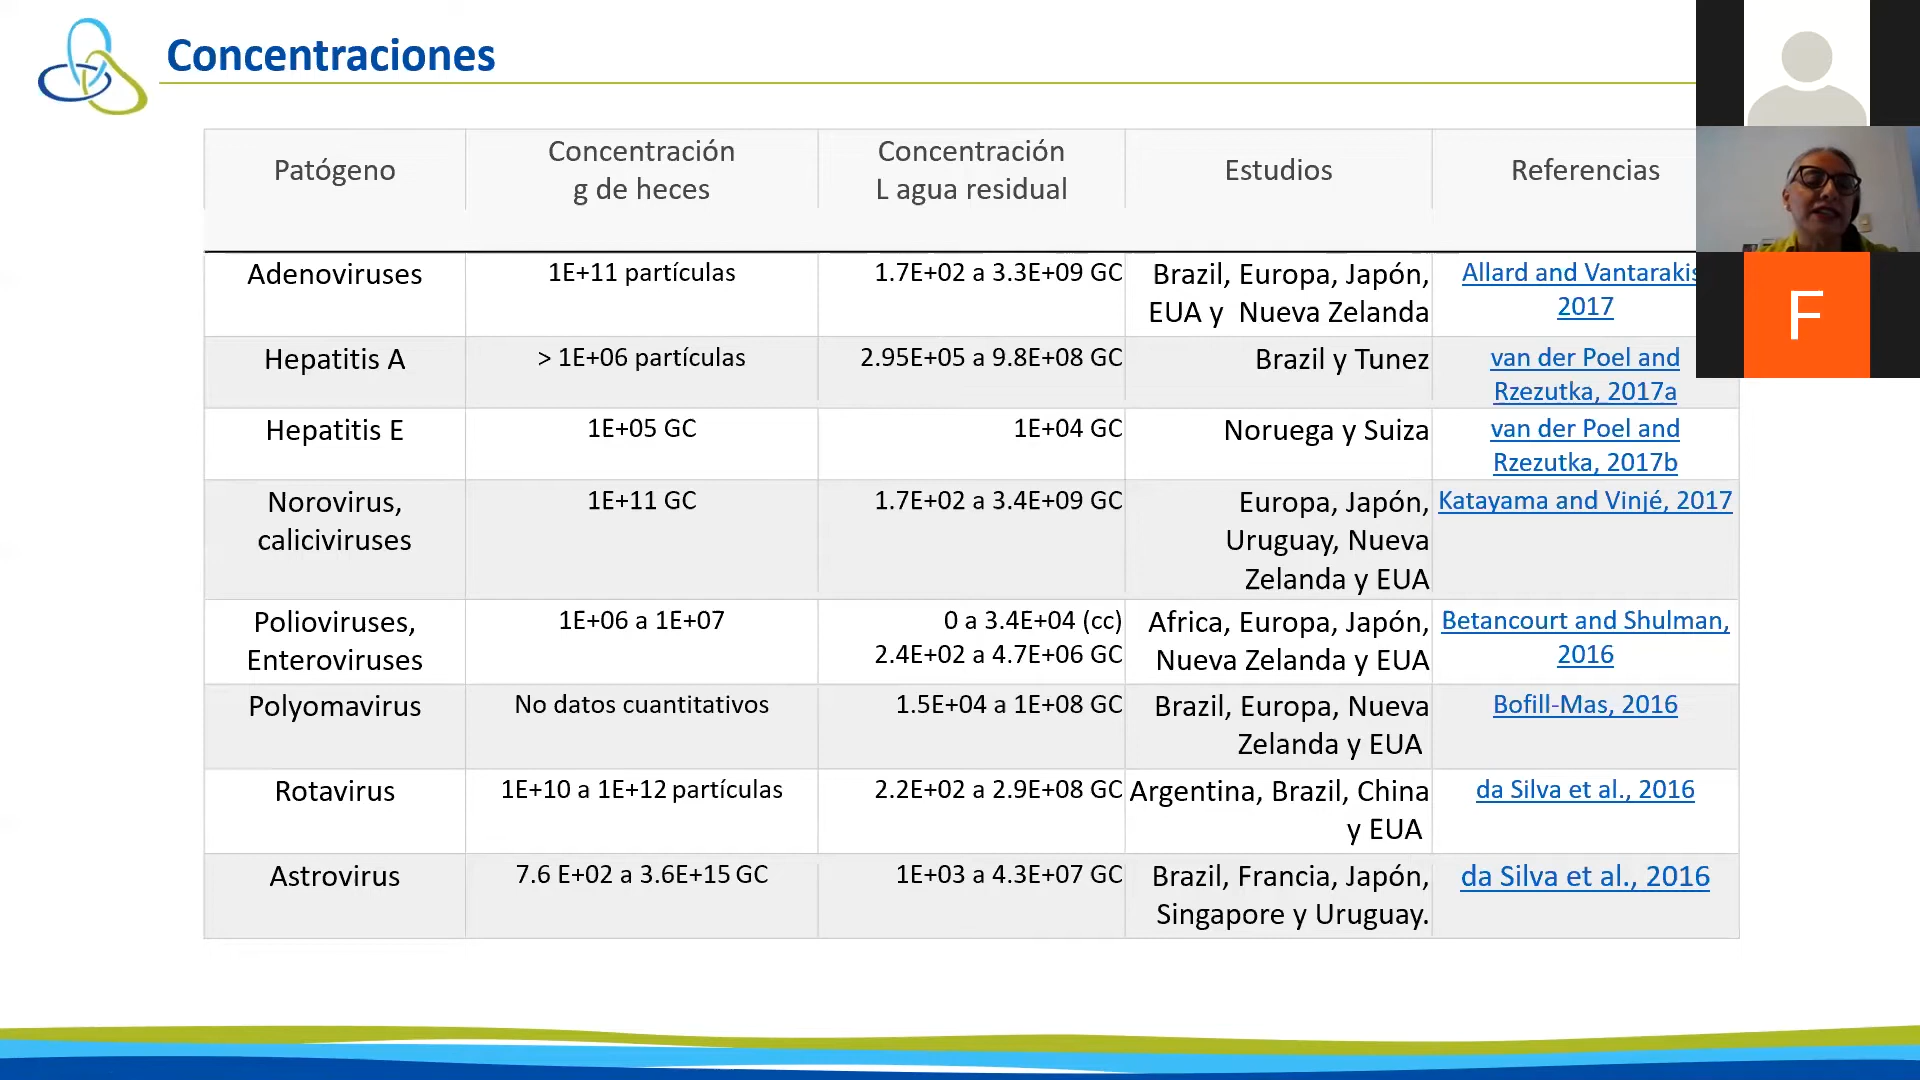 Concentraciones
Patógeno
Concentración
g de heces
Concentración
L agua residual
Estudios
Referencias
Adenoviruses
1E+11 partículas
1.7E+02 a 3.3E+09 GC
Brazil, Europa, Japón,
EUA y Nueva Zelanda
Allard and Vantarakis
2017
Hepatitis A
> 1E+06 partículas
2.95E+05 a 9.8E+08 GC
Brazil y Tunez
van der Poel and
Rzezutka, 2017a
Hepatitis E
1E+05 GC
1E+04 GC
Noruega y Suiza
van der Poel and
Rzezutka, 2017b
Norovirus,
caliciviruses
1E+11 GC
1.7E+02 a 3.4E+09 GC
Europa, Japón,
Uruguay, Nueva
Zelanda y EUA
Katayama and Vinjé, 2017
Polioviruses,
Enteroviruses
1E+06 a 1E+07
0 a 3.4E+04 (cc)
2.4E+02 a 4.7E+06 GC
Africa, Europa, Japón,
Nueva Zelanda y EUA
Betancourt and Shulman,
2016
Polyomavirus
No datos cuantitativos
1.5E+04 a 1E+08 GC
Brazil, Europa, Nueva
Zelanda y EUA
Bofill-Mas, 2016
Rotavirus
1E+10 a 1E+12 partículas
2.2E+02 a 2.9E+08 GC
Argentina, Brazil, China
y EUA
da Silva et al., 2016
Astrovirus
7.6 E+02 a 3.6E+15 GC
1E+03 a 4.3E+07 GC
Brazil, Francia, Japón,
Singapore y Uruguay.
da Silva et al., 2016
F